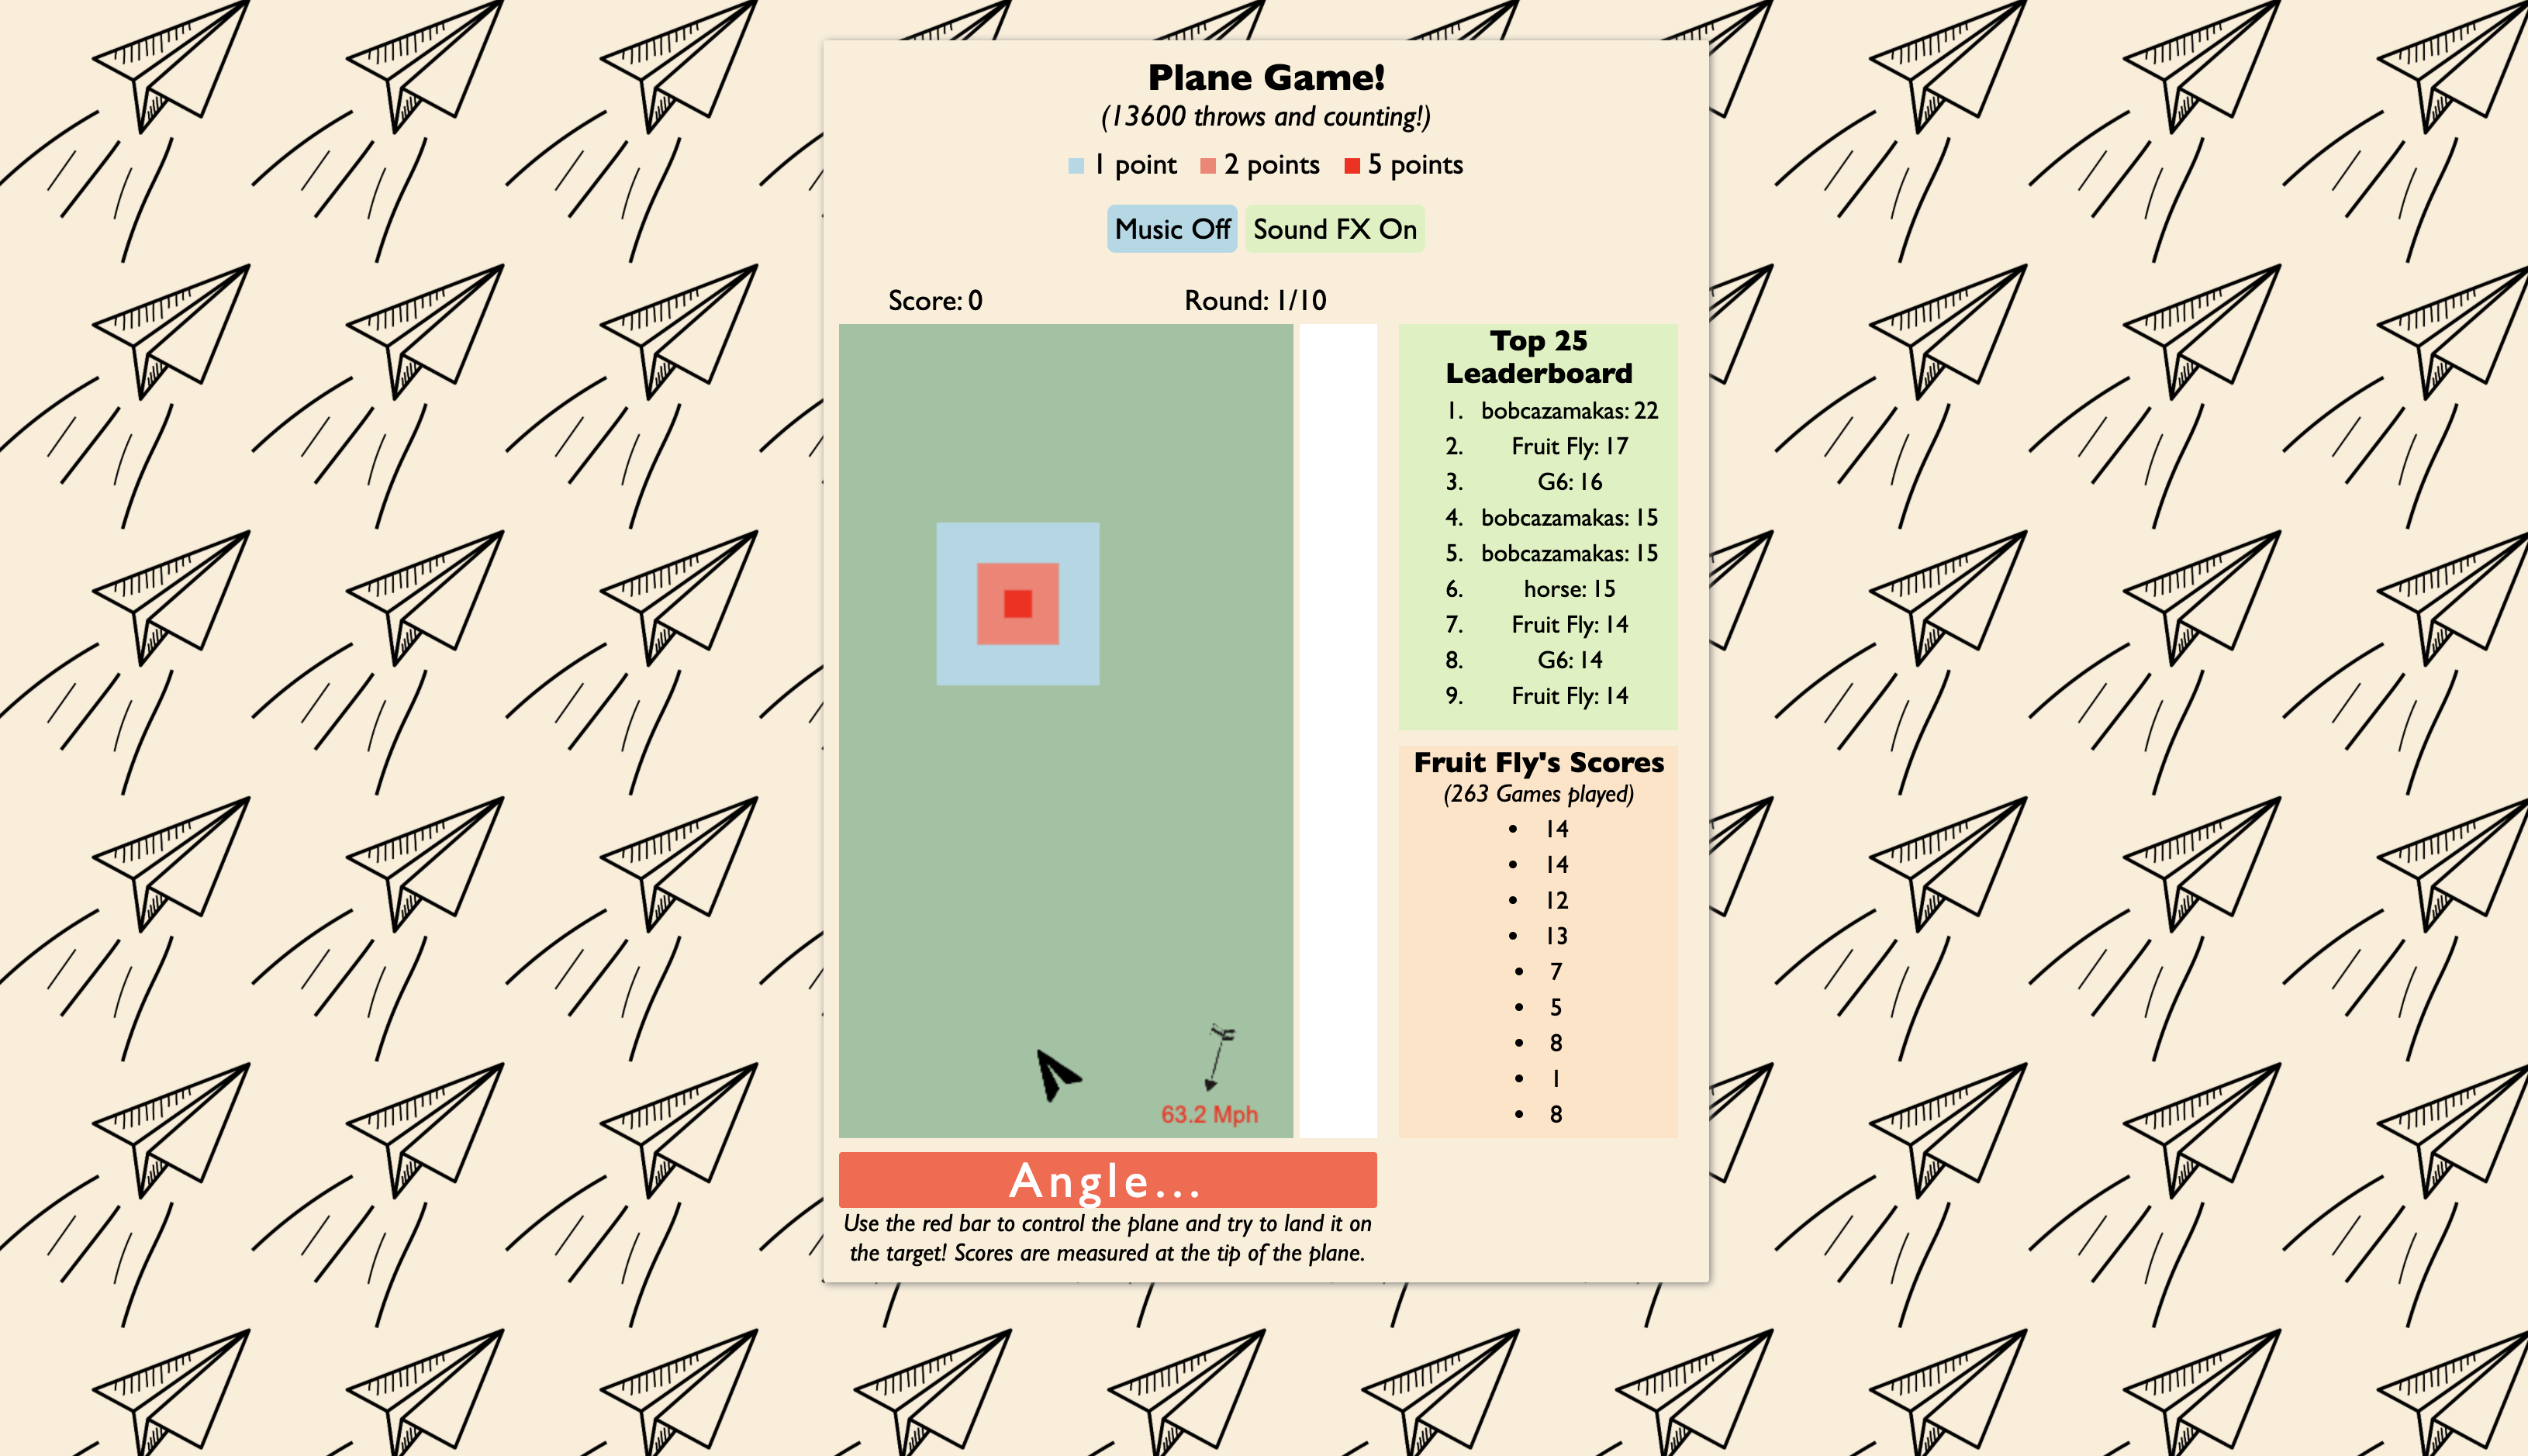 Plane Game!
(13600 throws and counting!)
1 point 2 points 5 points
Music Off Sound FX On
Score: 0 Round: 1/10
Top 25
Leaderboard
1. bobcazamakas: 22
2. Fruit Fly: 17
3. G6: 16
4. bobcazamakas: 15
5. bobcazamakas: 15
6. horse: 15
7. Fruit Fly: 14
8. G6: 14
9. Fruit Fly: 14
Fruit Fly's Scores
(263 Games played)
• 14
• 14
• 12
• 13
• 7
• 5
• 8
• 1
• 8
63.2 Mph
Angle...
Use the red bar to control the plane and try to land it on
the target! Scores are measured at the tip of the plane.